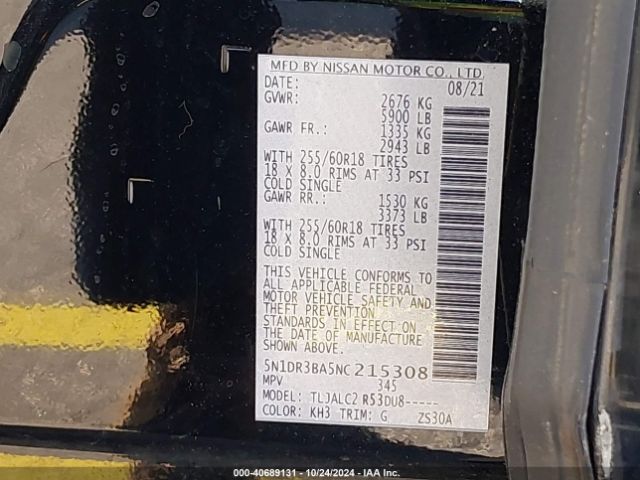 MFD BY NISSAN MOTOR CO., LTD.
DATE: 08/21
GVWR: 2676 KG
5900 LB
GAWR FR.: 1335 KG
2943 LB
WITH 255/60R18 TIRES
18 X 8.0 RIMS AT 33 PSI
COLD SINGLE
GAWR RR.: 1530 KG
3373 LB
WITH 255/60R18 TIRES
18 X 8.0 RIMS AT 33 PSI
COLD SINGLE
THIS VEHICLE CONFORMS TO
ALL APPLICABLE FEDERAL
MOTOR VEHICLE SAFETY AND
THEFT PREVENTION
STANDARDS IN EFFECT ON
THE DATE OF MANUFACTURE
SHOWN ABOVE.
5N1DR3BA5NC215308
MPV 345
MODEL: TLJALC2 R53DU8-----
COLOR: KH3 TRIM: G ZS30A
000-40689131 - 10/24/2024 - IAA Inc.